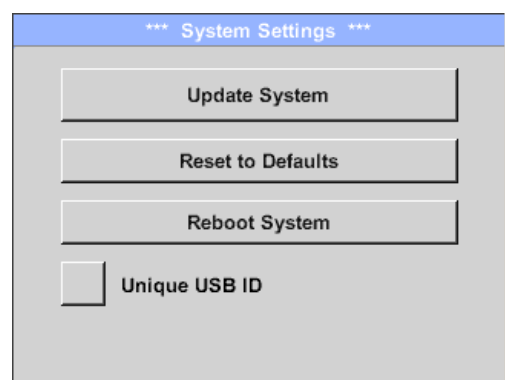 *** System Settings ***
Update System
Reset to Defaults
Reboot System
Unique USB ID